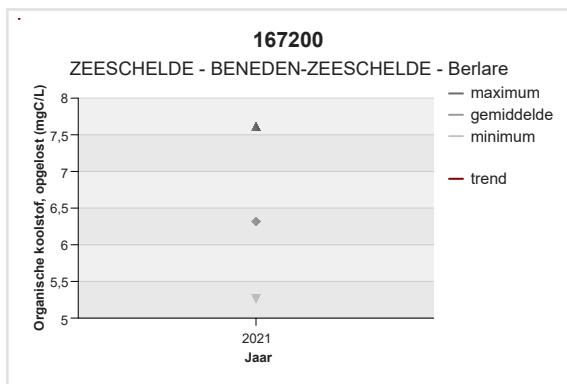 167200
ZEESCHELDE - BENEDEN-ZEESCHELDE - Berlare
Organische koolstof, opgelost (mgC/L)
8
7,5
7
6,5
6
5,5
5
2021
Jaar
maximum
gemiddelde
minimum
trend